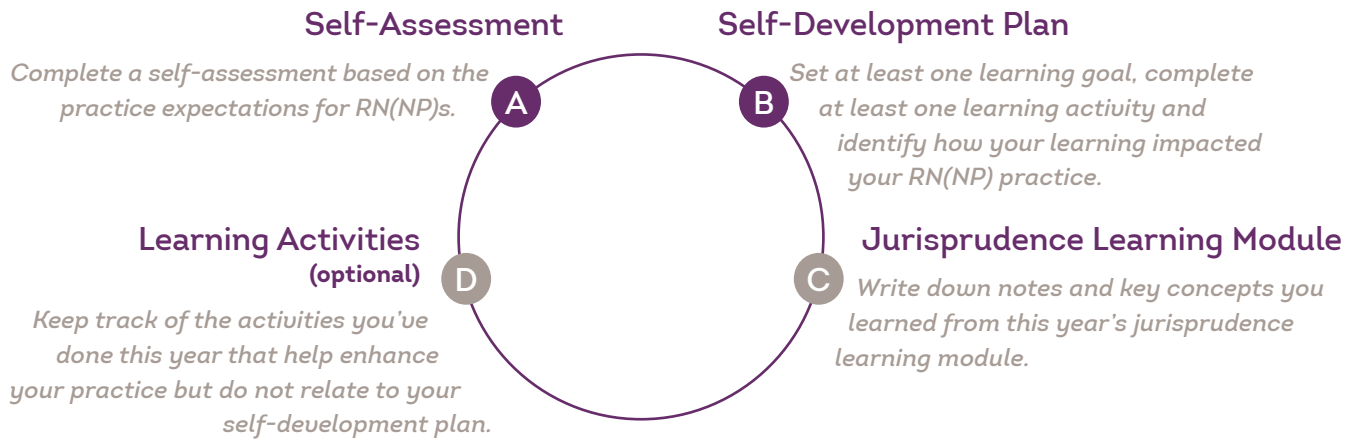 Self-Assessment
Complete a self-assessment based on the
practice expectations for RN(NP)s.
A
Self-Development Plan
B
Set at least one learning goal, complete
at least one learning activity and
identify how your learning impacted
your RN(NP) practice.
Jurisprudence Learning Module
C
Write down notes and key concepts you
learned from this year's jurisprudence
learning module.
Learning Activities
(optional)
D
Keep track of the activities you've
done this year that help enhance
your practice but do not relate to your
self-development plan.